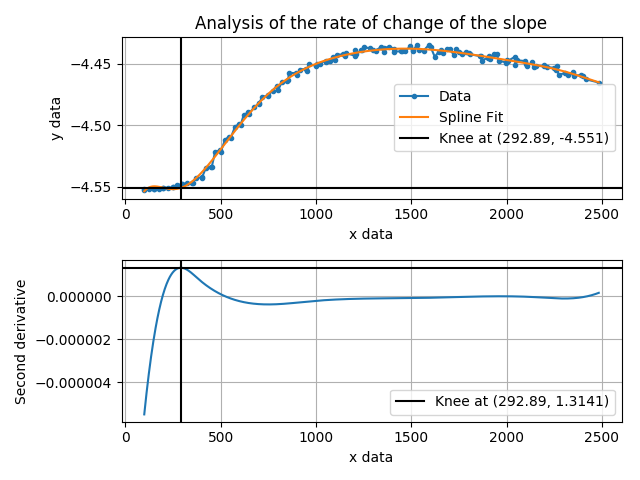 Analysis of the rate of change of the slope
y data
−4.45
−4.50
−4.55
Data
Spline Fit
Knee at (292.89, -4.551)
0 500 1000 1500 2000 2500
x data
Second derivative
0.000000
−0.000002
−0.000004
Knee at (292.89, 1.3141)
0 500 1000 1500 2000 2500
x data